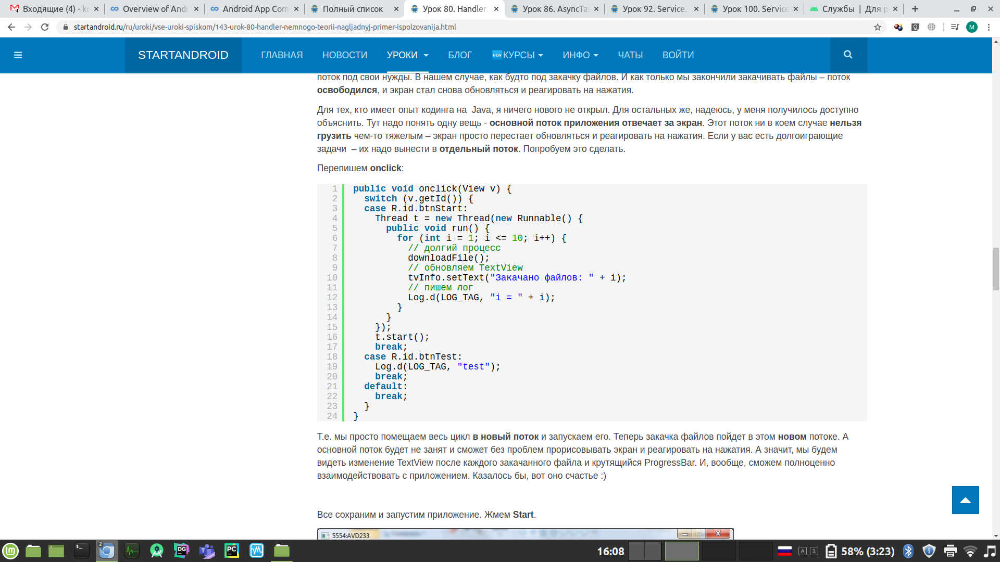 Входящие (4) - ko
Overview of Andr
Android App Com
Полный список
Урок 80. Handler.
Урок 86. AsyncTas
Урок 92. Service.
Урок 100. Service
Службы | Для р
startandroid.ru/ru/uroki/vse-uroki-spiskom/143-urok-80-handler-nemnogo-teorii-nagljadnyj-primer-ispolzovanija.html
M
STARTANDROID
ГЛАВНАЯ
НОВОСТИ
УРОКИ
БЛОГ
NEW КУРСЫ
ИНФО
ЧАТЫ
ВОЙТИ
поток под свои нужды. В нашем случае, как будто под закачку файлов. И как только мы закончили закачивать файлы – поток
освободился, и экран стал снова обновляться и реагировать на нажатия.
Для тех, кто имеет опыт кодинга на  Java, я ничего нового не открыл. Для остальных же, надеюсь, у меня получилось доступно
объяснить. Тут надо понять одну вещь - основной поток приложения отвечает за экран. Этот поток ни в коем случае нельзя
грузить чем-то тяжелым – экран просто перестает обновляться и реагировать на нажатия. Если у вас есть долгоиграющие
задачи  – их надо вынести в отдельный поток. Попробуем это сделать.
Перепишем onclick:
1 public void onclick(View v) {
2   switch (v.getId()) {
3   case R.id.btnStart:
4     Thread t = new Thread(new Runnable() {
5       public void run() {
6         for (int i = 1; i <= 10; i++) {
7           // долгий процесс
8           downloadFile();
9           // обновляем TextView
10           tvInfo.setText("Закачано файлов: " + i);
11           // пишем лог
12           Log.d(LOG_TAG, "i = " + i);
13         }
14       }
15     });
16     t.start();
17     break;
18   case R.id.btnTest:
19     Log.d(LOG_TAG, "test");
20     break;
21   default:
22     break;
23   }
24 }
Т.е. мы просто помещаем весь цикл в новый поток и запускаем его. Теперь закачка файлов пойдет в этом новом потоке. А
основной поток будет не занят и сможет без проблем прорисовывать экран и реагировать на нажатия. А значит, мы будем
видеть изменение TextView после каждого закачанного файла и крутящийся ProgressBar. И, вообще, сможем полноценно
взаимодействовать с приложением. Казалось бы, вот оно счастье :)
Все сохраним и запустим приложение. Жмем Start.
5554:AVD233
2
DG
T
PC
16:08
A
1
58% (3:23)